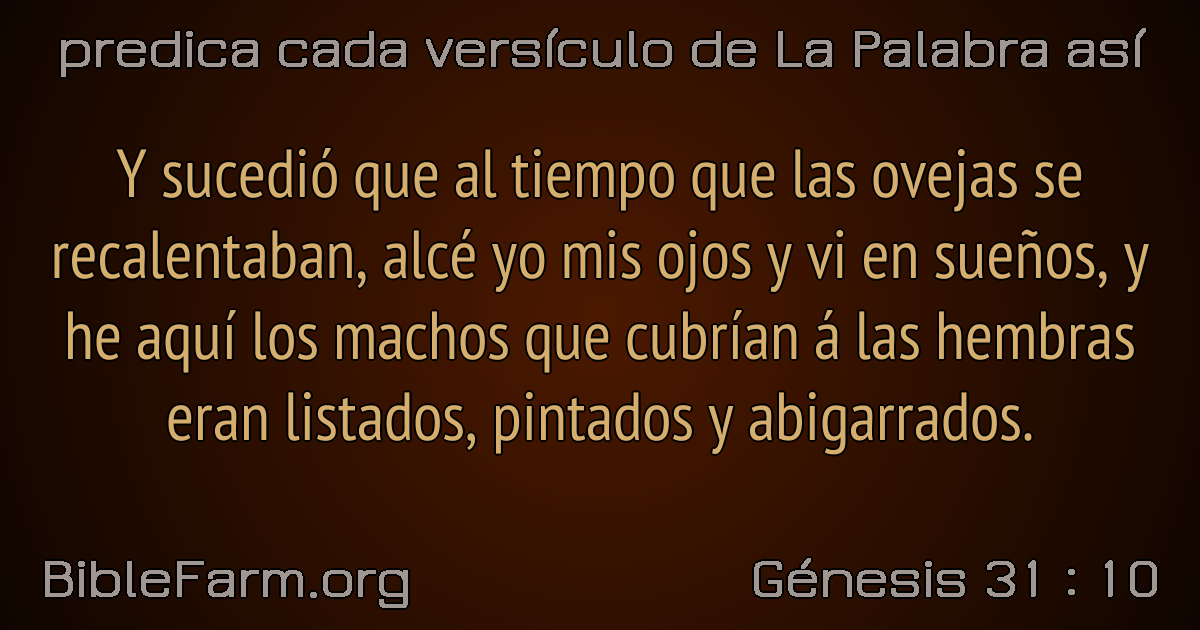 predica cada versículo de La Palabra así
Y sucedió que al tiempo que las ovejas se
recalentaban, alcé yo mis ojos y vi en sueños, y
he aquí los machos que cubrían á las hembras
eran listados, pintados y abigarrados.
BibleFarm.org
Génesis 31 : 10